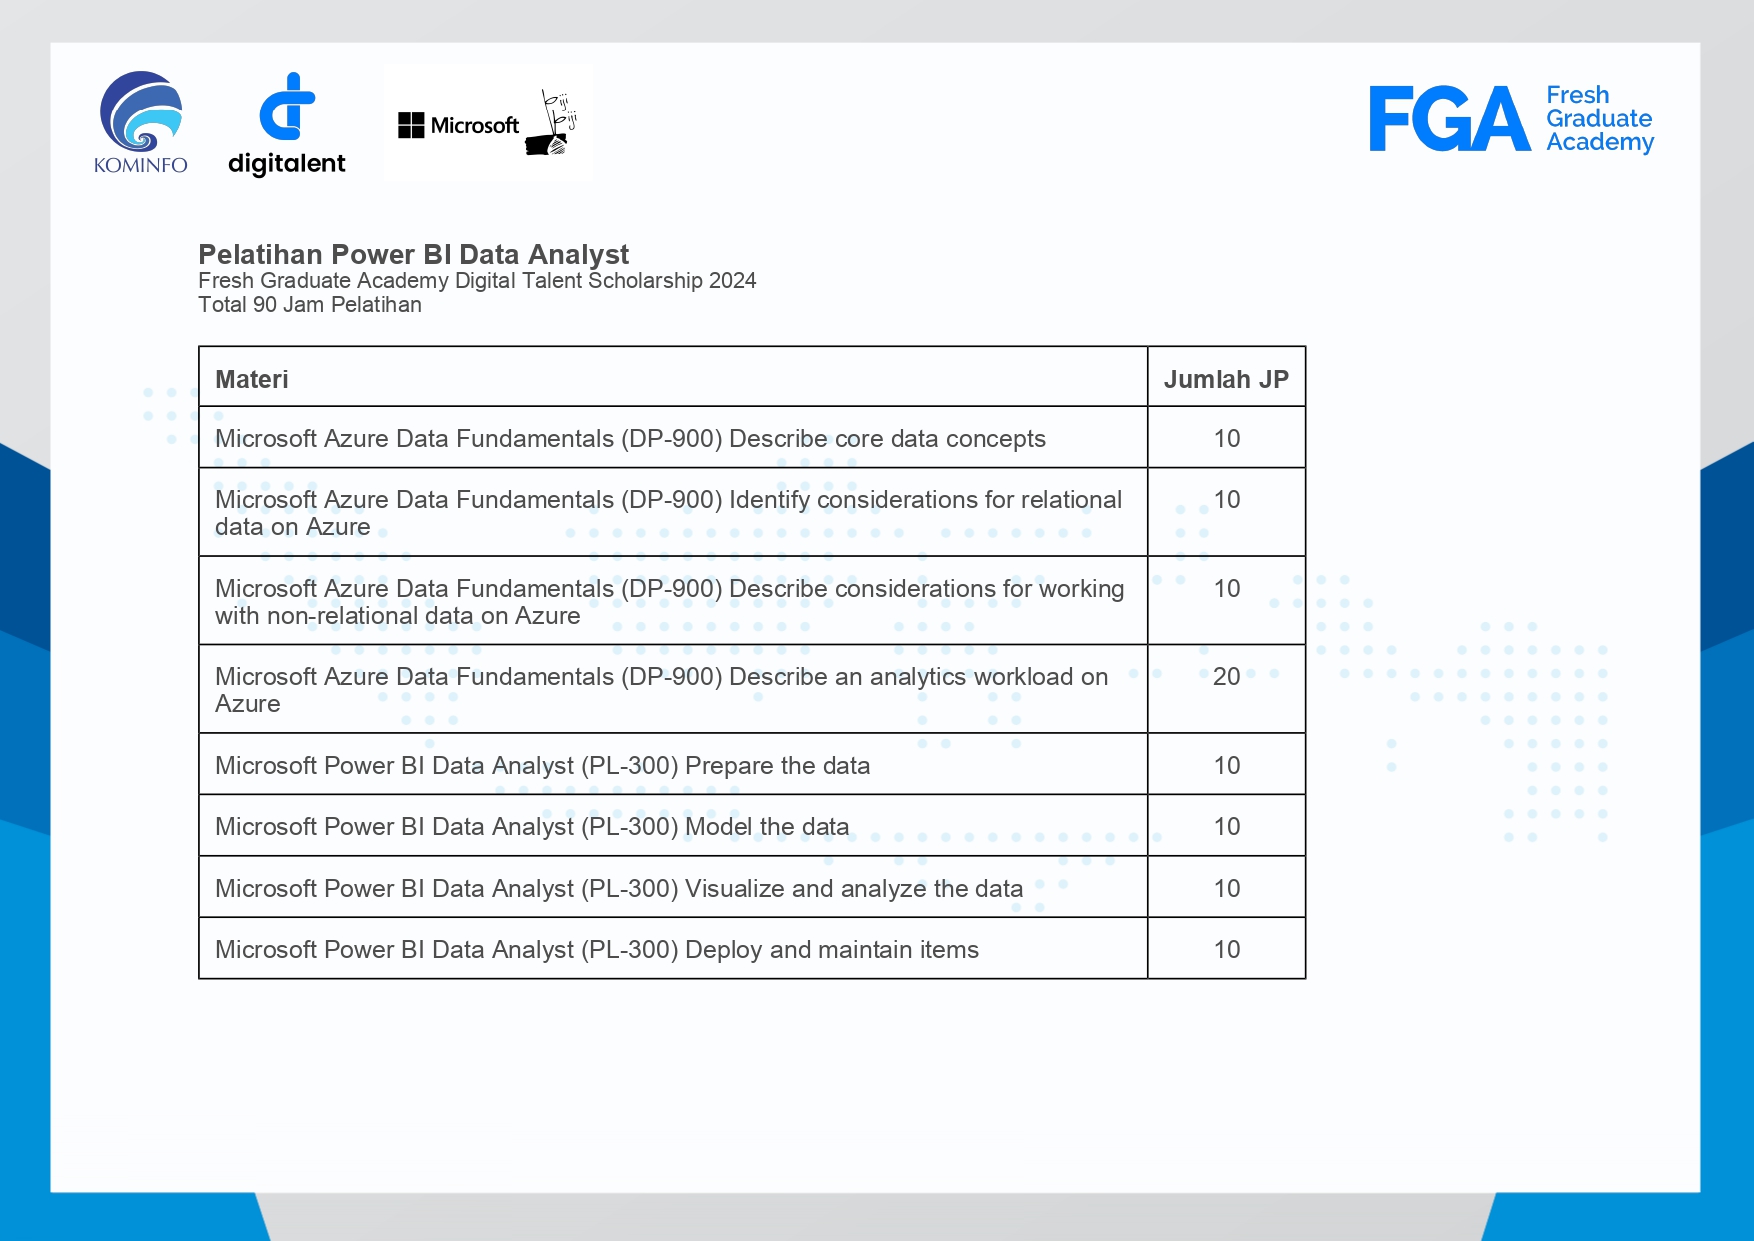 KOMINFO
digitalent
Microsoft
biji
biji
FGA
Fresh
Graduate
Academy
Pelatihan Power BI Data Analyst
Fresh Graduate Academy Digital Talent Scholarship 2024
Total 90 Jam Pelatihan
Materi Jumlah JP
Microsoft Azure Data Fundamentals (DP-900) Describe core data concepts 10
Microsoft Azure Data Fundamentals (DP-900) Identify considerations for relational 10
data on Azure
Microsoft Azure Data Fundamentals (DP-900) Describe considerations for working 10
with non-relational data on Azure
Microsoft Azure Data Fundamentals (DP-900) Describe an analytics workload on 20
Azure
Microsoft Power BI Data Analyst (PL-300) Prepare the data 10
Microsoft Power BI Data Analyst (PL-300) Model the data 10
Microsoft Power BI Data Analyst (PL-300) Visualize and analyze the data 10
Microsoft Power BI Data Analyst (PL-300) Deploy and maintain items 10